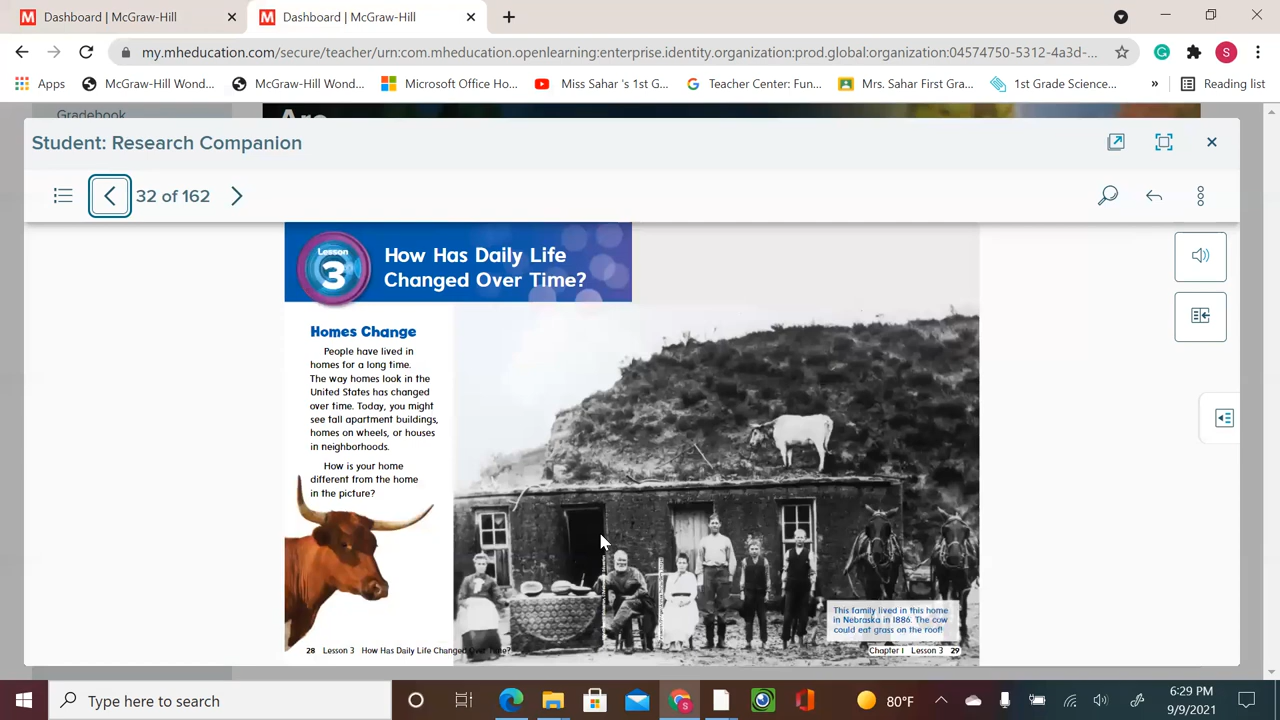 Dashboard | McGraw-Hill
Dashboard | McGraw-Hill
my.mheducation.com/secure/teacher/urn:com.mheducation.openlearning:enterprise.identity.organization:prod.global:organization:04574750-5312-4a3d-...
S
Apps
McGraw-Hill Wond...
McGraw-Hill Wond...
Microsoft Office Ho...
Miss Sahar 's 1st G...
Teacher Center: Fun...
Mrs. Sahar First Gra...
1st Grade Science...
»
Reading list
Gradebook
Are
Student: Research Companion
32 of 162
Lesson
3
How Has Daily Life
Changed Over Time?
Homes Change
People have lived in
homes for a long time.
The way homes look in the
United States has changed
over time. Today, you might
see tall apartment buildings,
homes on wheels, or houses
in neighborhoods.
How is your home
different from the home
in the picture?
This family lived in this home
in Nebraska in 1886. The cow
could eat grass on the roof!
28 Lesson 3 How Has Daily Life Changed Over Time?
Chapter 1 Lesson 3 29
Type here to search
80°F
6:29 PM
9/9/2021